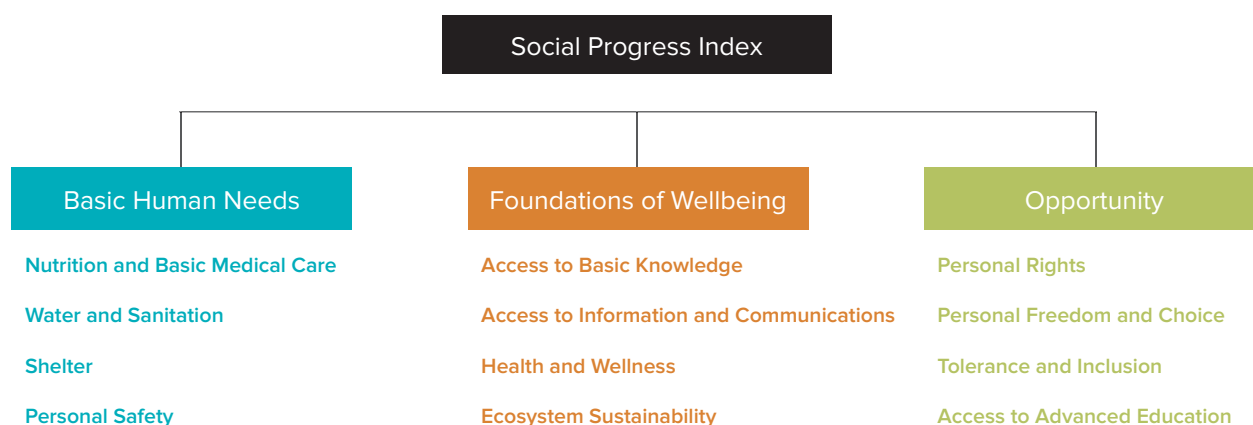 Social Progress Index
Basic Human Needs
Nutrition and Basic Medical Care
Water and Sanitation
Shelter
Personal Safety
Foundations of Wellbeing
Access to Basic Knowledge
Access to Information and Communications
Health and Wellness
Ecosystem Sustainability
Opportunity
Personal Rights
Personal Freedom and Choice
Tolerance and Inclusion
Access to Advanced Education